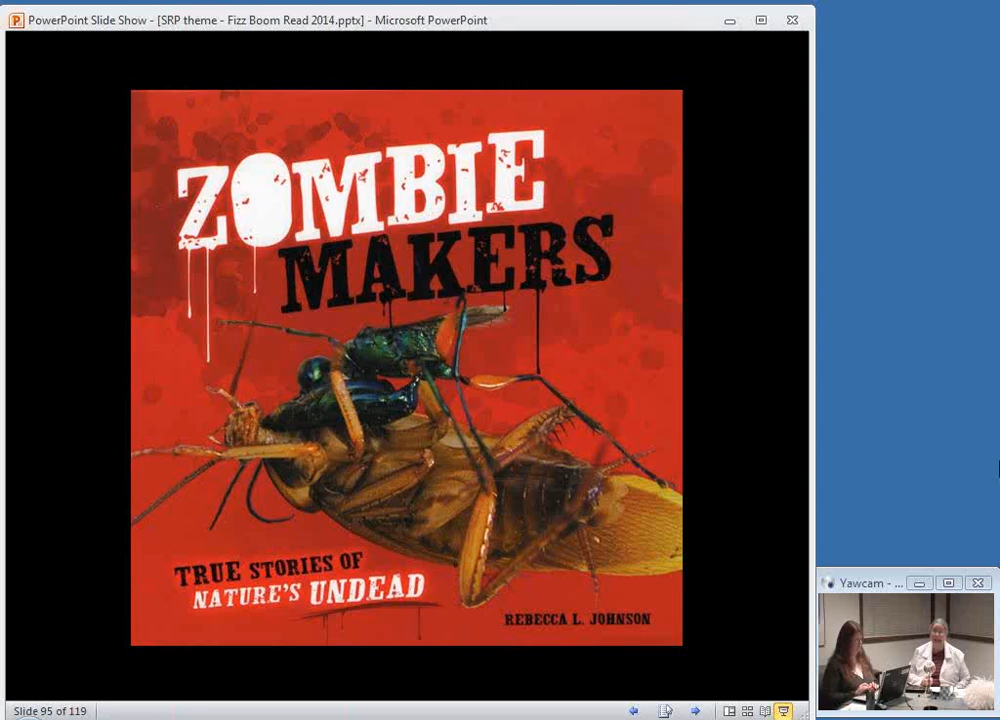 PowerPoint Slide Show - [SRP theme - Fizz Boom Read 2014.pptx] - Microsoft PowerPoint
ZOMBIE
MAKERS
TRUE STORIES OF
NATURE'S UNDEAD
REBECCA L. JOHNSON
Yawcam - ...
Slide 95 of 119